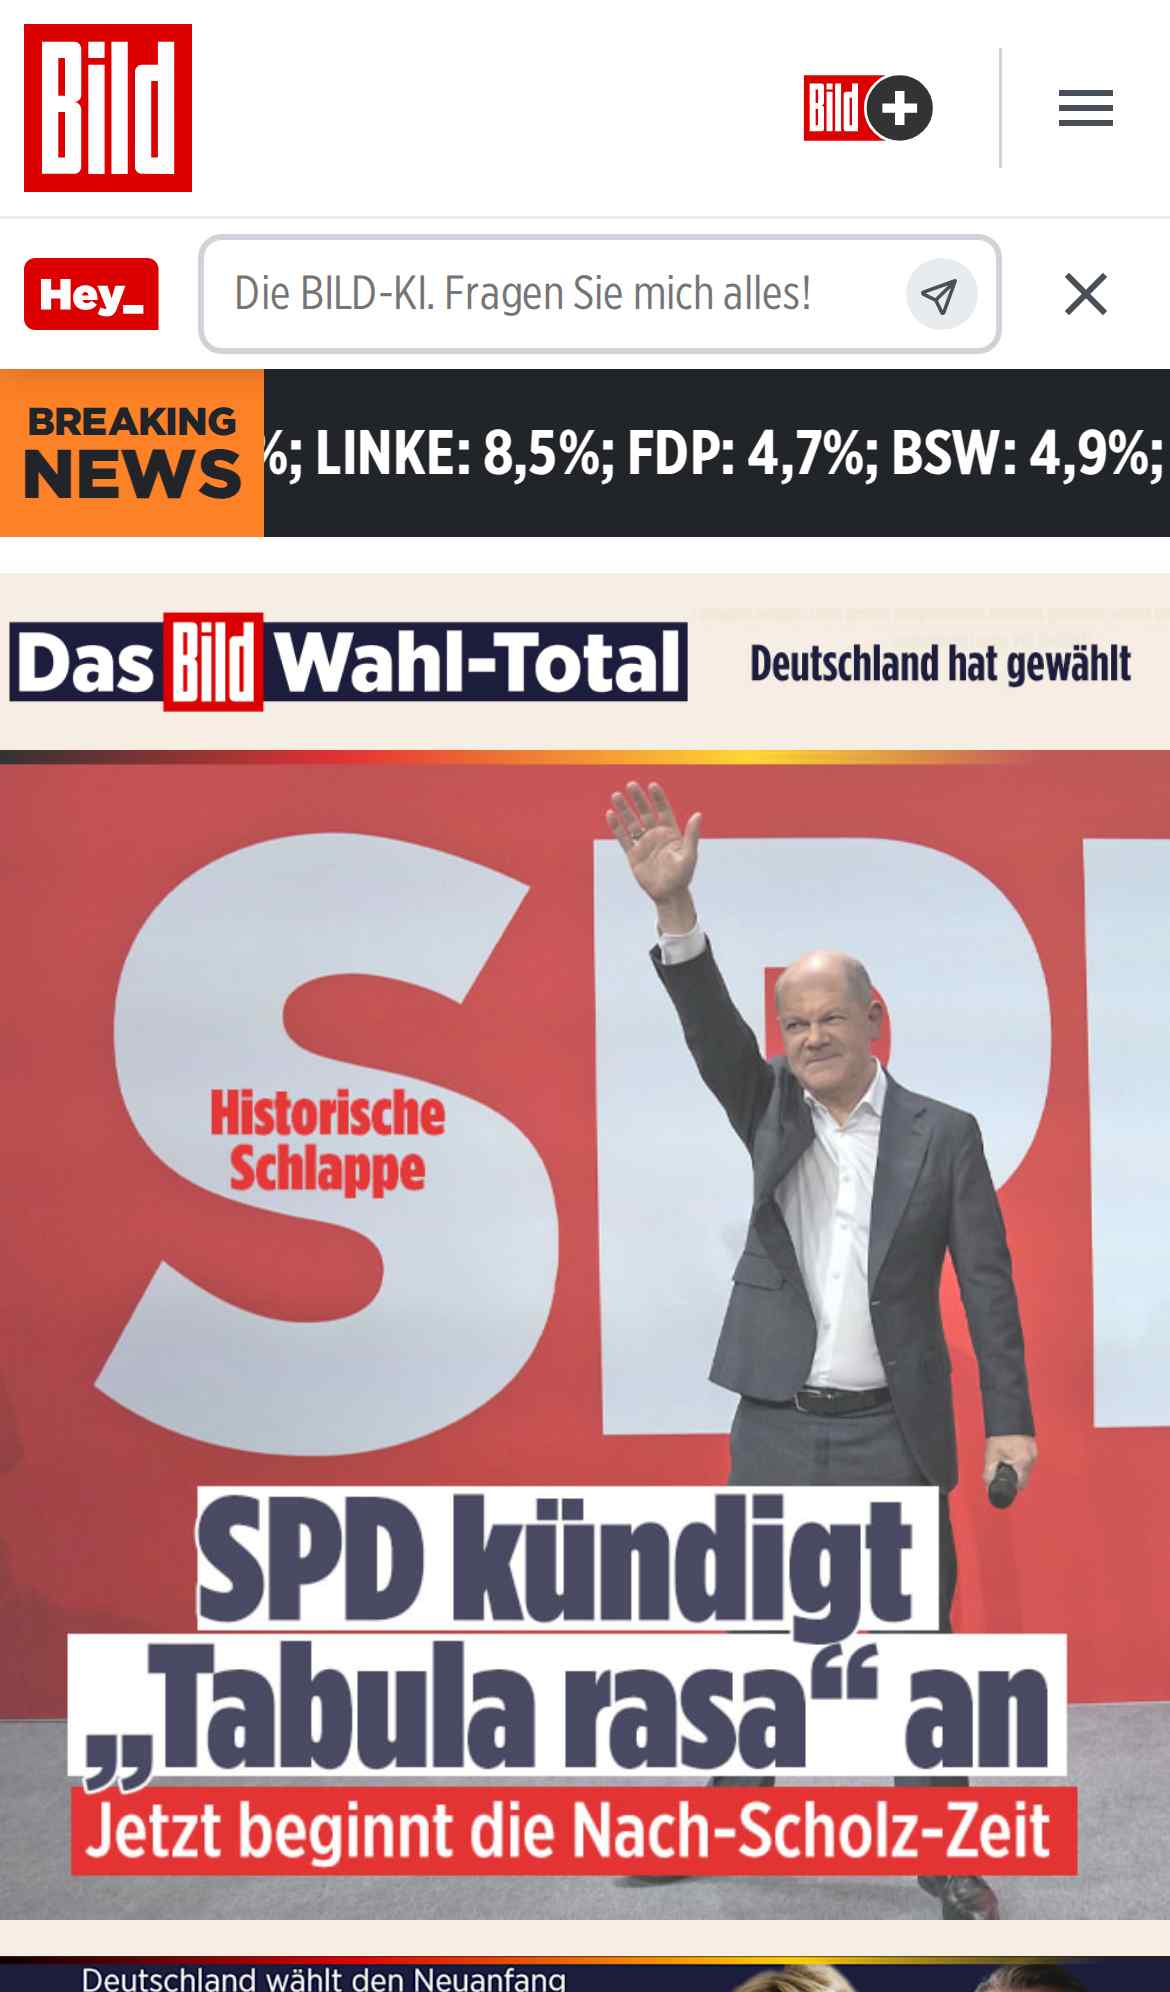 Bild
Bild
Hey_
Die BILD-KI. Fragen Sie mich alles!
BREAKING
NEWS
%; LINKE: 8,5%; FDP: 4,7%; BSW: 4,9%;
Das Bild Wahl-Total
Deutschland hat gewählt
SP
Historische
Schlappe
SPD kündigt
„Tabula rasa“ an
Jetzt beginnt die Nach-Scholz-Zeit
Deutschland wählt den Neuanfang